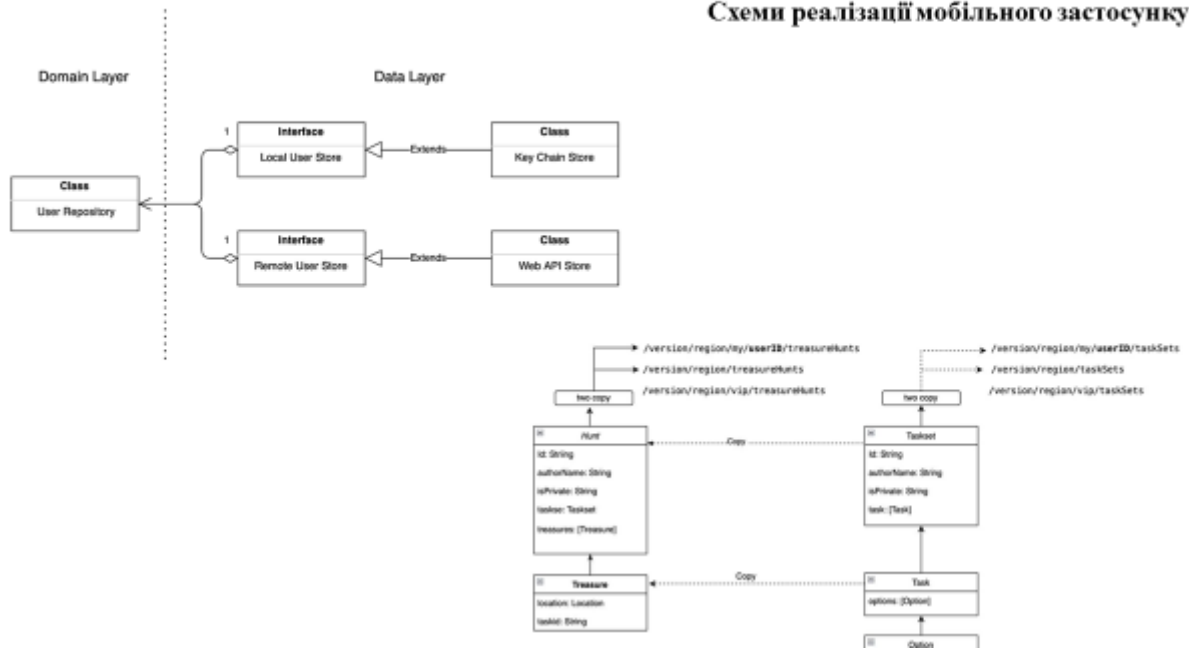 Схеми реалізації мобільного застосунку
Domain Layer
Data Layer
1
Interface
Local User Store
Extends
Class
Key Chain Store
Class
User Repository
1
Interface
Remote User Store
Extends
Class
Web API Store
/version/region/my/userID/treasureHunts
/version/region/treasureHunts
/version/region/vip/treasureHunts
two copy
/version/region/my/userID/taskSets
/version/region/taskSets
/version/region/vip/taskSets
two copy
Hunt
id: String
authorName: String
isPrivate: String
taskse: Taskset
treasures: [Treasure]
Copy
Taskset
id: String
authorName: String
isPrivate: String
task: [Task]
Treasure
location: Location
taskid: String
Copy
Task
options: [Option]
Option